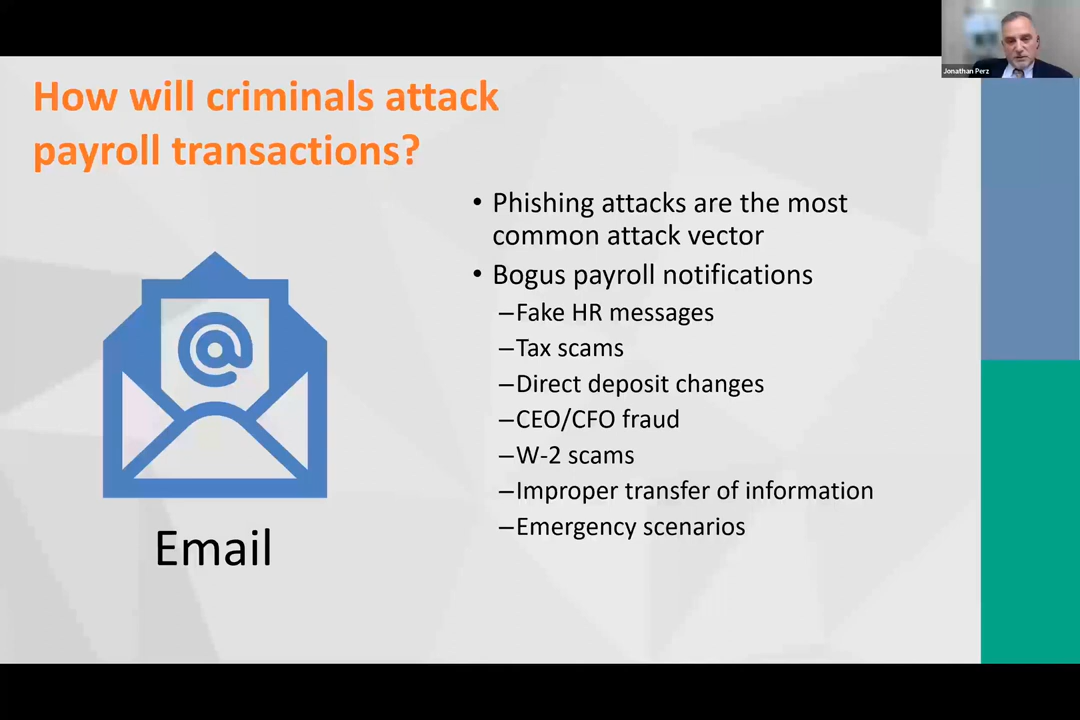 Jonathan Perz
How will criminals attack
payroll transactions?
• Phishing attacks are the most
common attack vector
• Bogus payroll notifications
–Fake HR messages
–Tax scams
–Direct deposit changes
–CEO/CFO fraud
–W-2 scams
–Improper transfer of information
–Emergency scenarios
@
Email